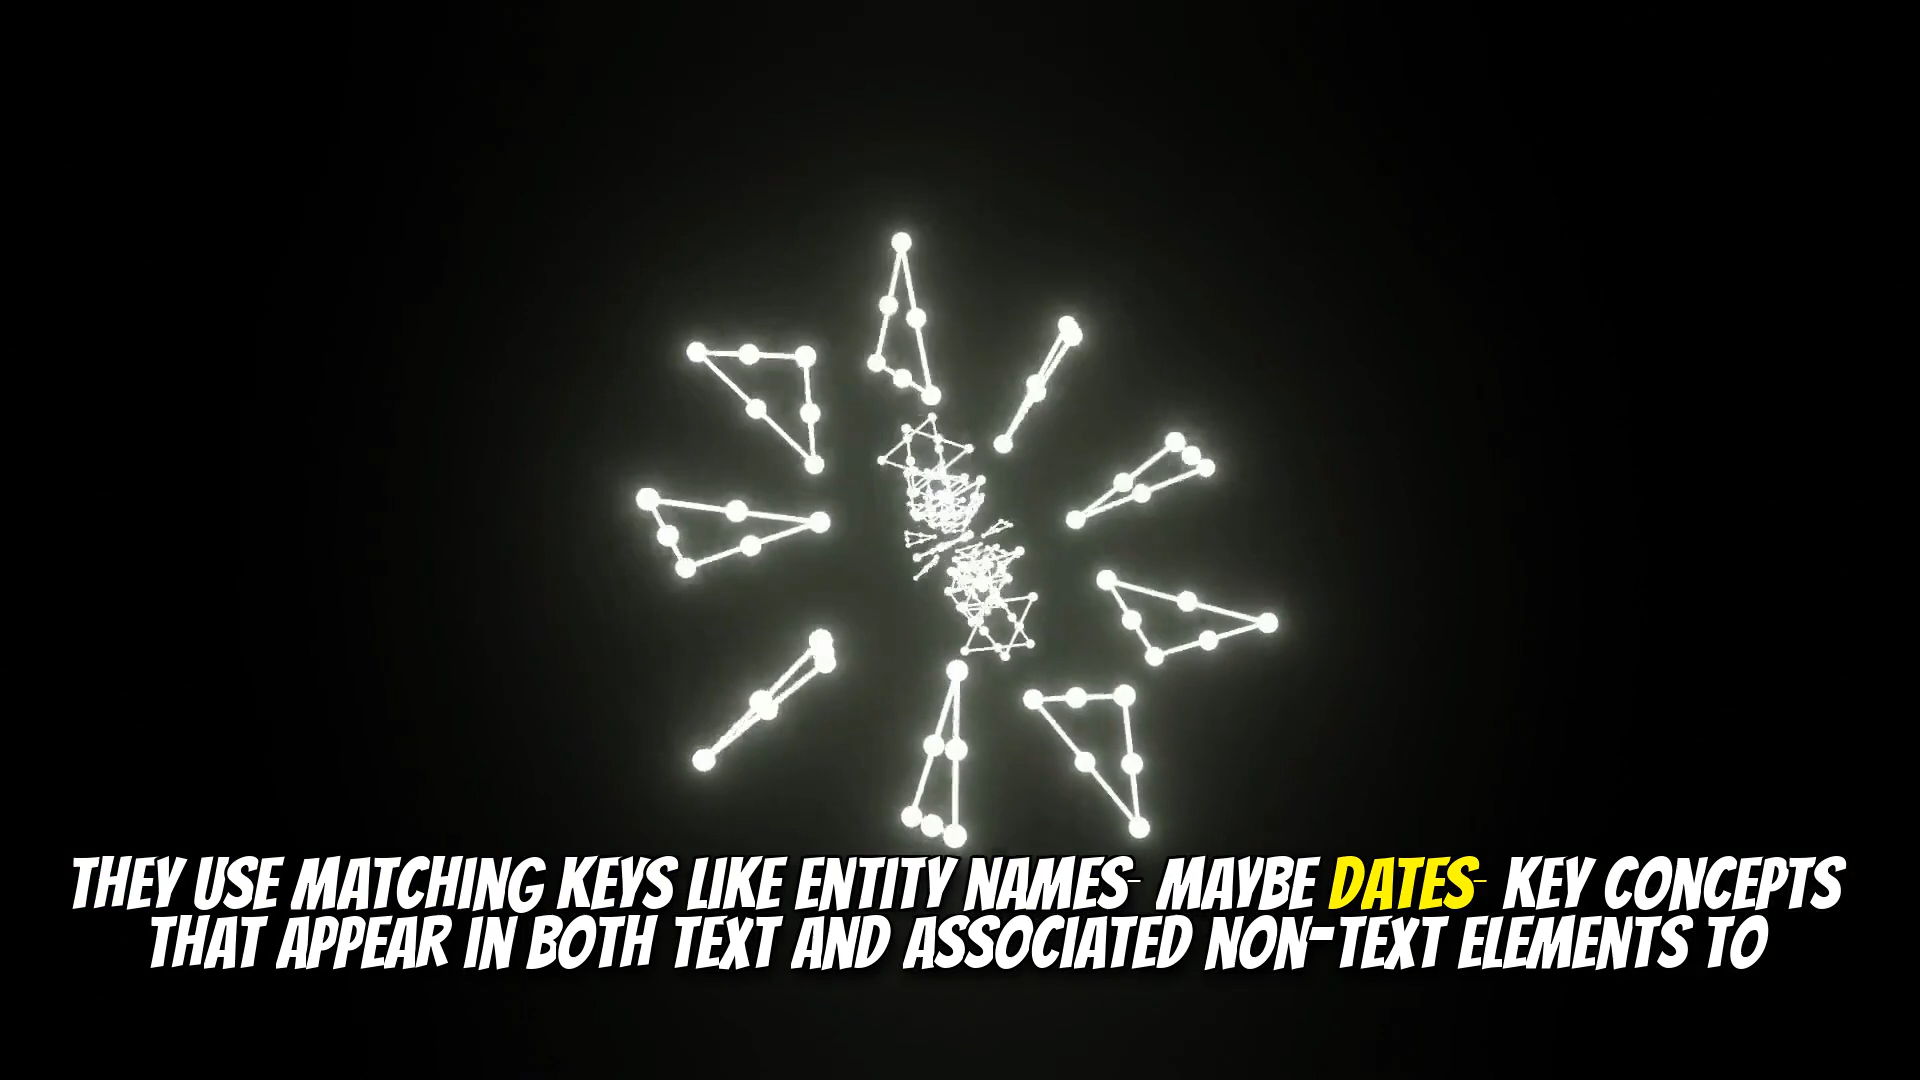 THEY USE MATCHING KEYS LIKE ENTITY NAMES- MAYBE DATES- KEY CONCEPTS
THAT APPEAR IN BOTH TEXT AND ASSOCIATED NON-TEXT ELEMENTS TO